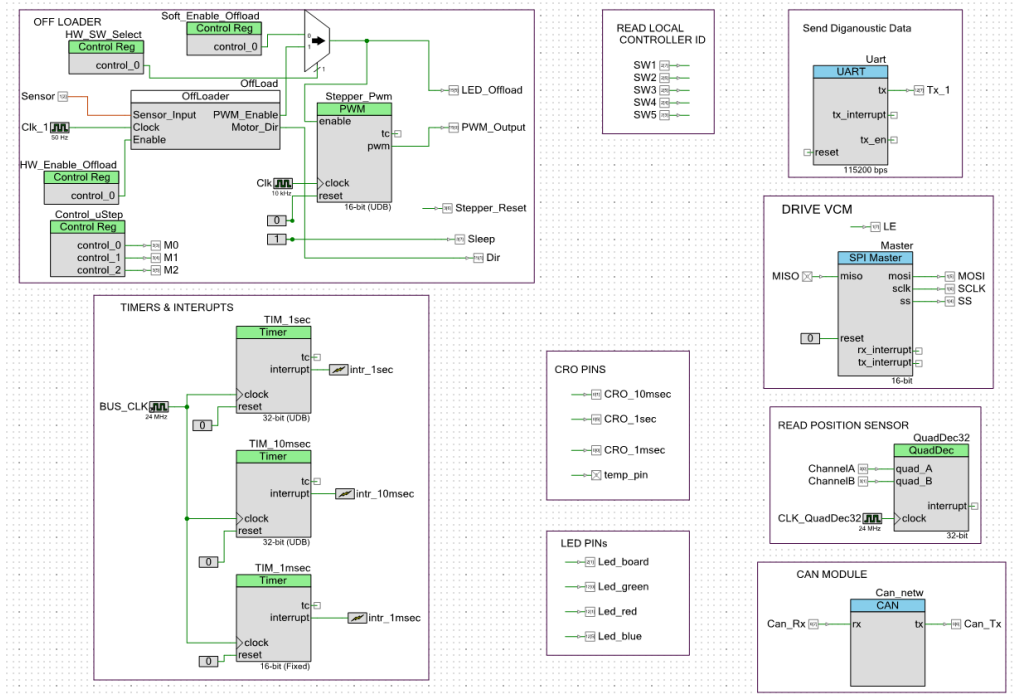 OFF LOADER
Soft_Enable_Offload
Control Reg
control_0
HW_SW_Select
Control Reg
control_0
0
1
1
OffLoad
OffLoader
Sensor
Sensor_Input
PWM_Enable
Clk_1
50 Hz
Clock
Motor_Dir
Enable
HW_Enable_Offload
Control Reg
control_0
Control_uStep
Control Reg
control_0
M0
control_1
M1
control_2
M2
Stepper_Pwm
PWM
enable
tc
pwm
Clk
10 kHz
clock
reset
16-bit (UDB)
0
1
LED_Offload
PWM_Output
Stepper_Reset
Sleep
Dir
READ LOCAL
CONTROLLER ID
SW1
SW2
SW3
SW4
SW5
Send Diganoustic Data
Uart
UART
tx
Tx_1
tx_interrupt
tx_en
reset
115200 bps
DRIVE VCM
LE
Master
SPI Master
MISO
miso
mosi
MOSI
sclk
SCLK
ss
SS
0
reset
rx_interrupt
tx_interrupt
16-bit
TIMERS & INTERUPTS
TIM_1sec
Timer
tc
interrupt
intr_1sec
clock
reset
32-bit (UDB)
BUS_CLK
24 MHz
0
TIM_10msec
Timer
tc
interrupt
intr_10msec
clock
reset
32-bit (UDB)
0
TIM_1msec
Timer
tc
interrupt
intr_1msec
clock
reset
16-bit (Fixed)
0
CRO PINS
CRO_10msec
CRO_1sec
CRO_1msec
temp_pin
LED PINs
Led_board
Led_green
Led_red
Led_blue
READ POSITION SENSOR
QuadDec32
QuadDec
ChannelA
quad_A
ChannelB
quad_B
interrupt
CLK_QuadDec32
24 MHz
clock
32-bit
CAN MODULE
Can_netw
CAN
Can_Rx
rx
tx
Can_Tx